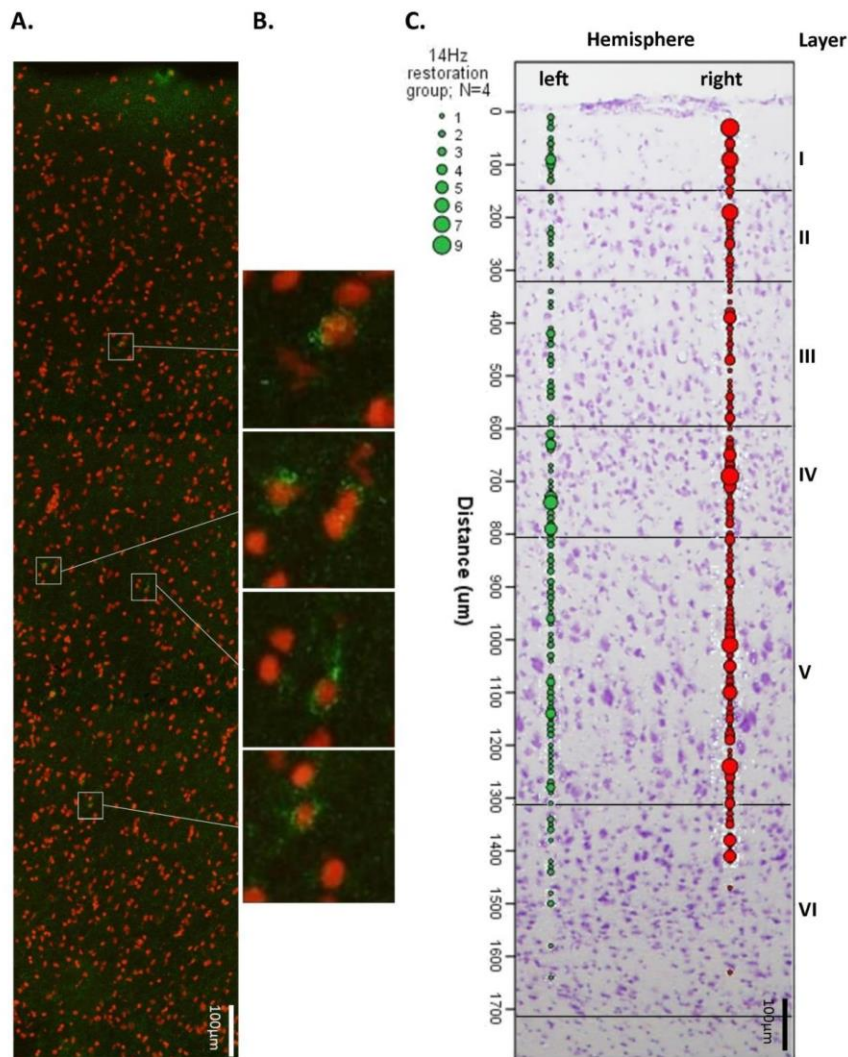 A.
B.
C.
Hemisphere
Layer
14Hz
restoration
group; N=4
1
2
3
4
5
6
7
9
left
right
Distance (um)
0
100
200
300
400
500
600
700
800
900
1000
1100
1200
1300
1400
1500
1600
1700
I
II
III
IV
V
VI
100µm
100µm